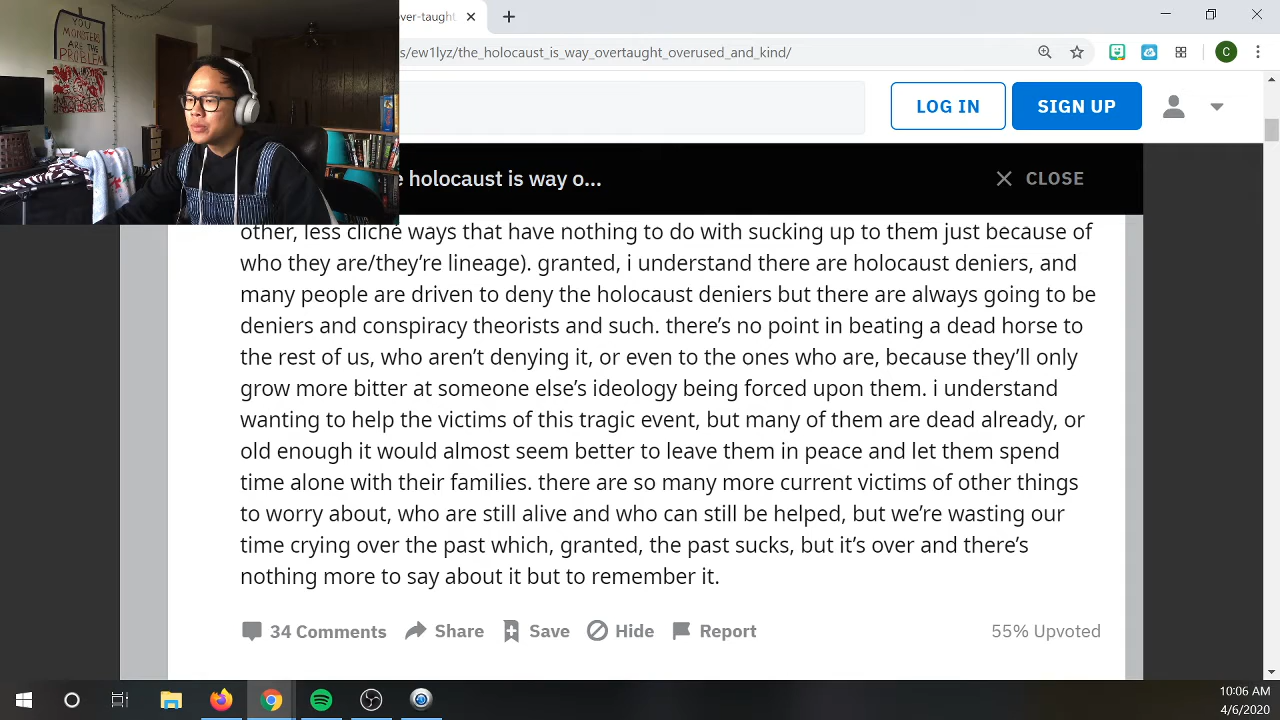 YOU
MONSTERS
ARE THE
PROBLEM
over-taught
s/ew1lyz/the_holocaust_is_way_overtaught_overused_and_kind/
C
LOG IN
SIGN UP
e holocaust is way o...
CLOSE
other, less cliché ways that have nothing to do with sucking up to them just because of
who they are/they’re lineage). granted, i understand there are holocaust deniers, and
many people are driven to deny the holocaust deniers but there are always going to be
deniers and conspiracy theorists and such. there’s no point in beating a dead horse to
the rest of us, who aren’t denying it, or even to the ones who are, because they’ll only
grow more bitter at someone else’s ideology being forced upon them. i understand
wanting to help the victims of this tragic event, but many of them are dead already, or
old enough it would almost seem better to leave them in peace and let them spend
time alone with their families. there are so many more current victims of other things
to worry about, who are still alive and who can still be helped, but we’re wasting our
time crying over the past which, granted, the past sucks, but it’s over and there’s
nothing more to say about it but to remember it.
34 Comments
Share
Save
Hide
Report
55% Upvoted
10:06 AM
4/6/2020